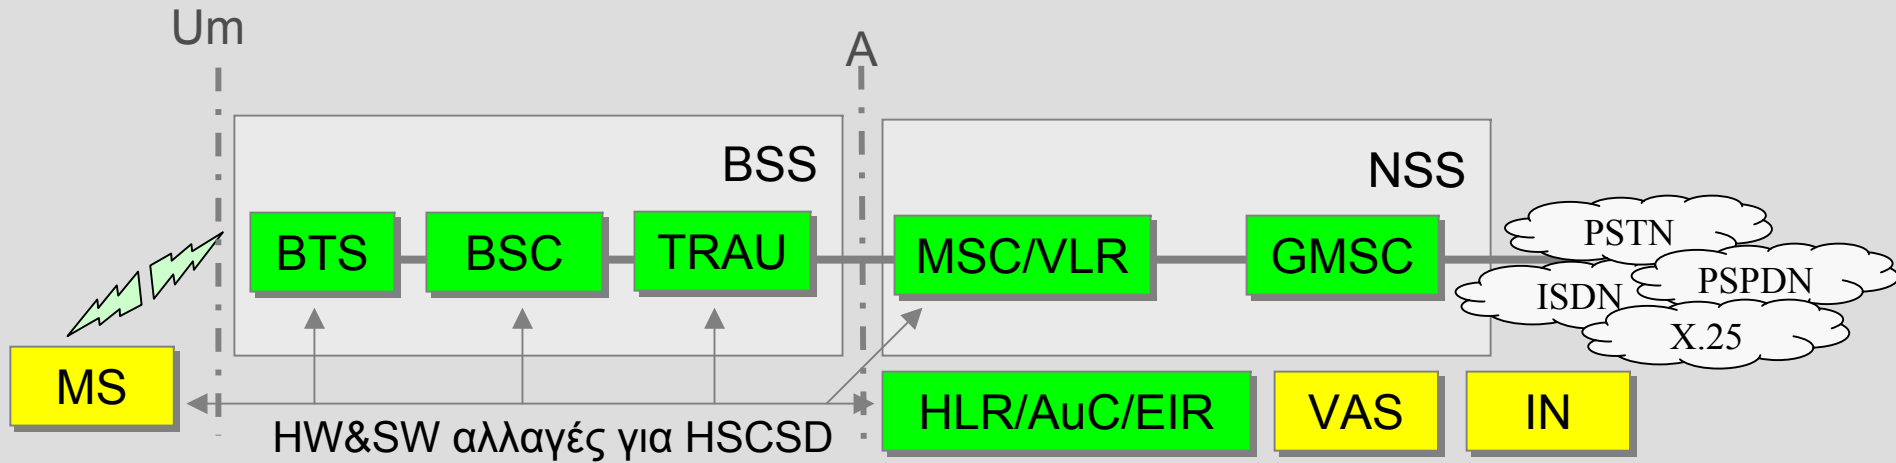 Um
A
BSS
NSS
BTS
BSC
TRAU
MSC/VLR
GMSC
PSTN
ISDN
PSPDN
X.25
MS
HLR/AuC/EIR
VAS
IN
HW&SW αλλαγές για HSCSD